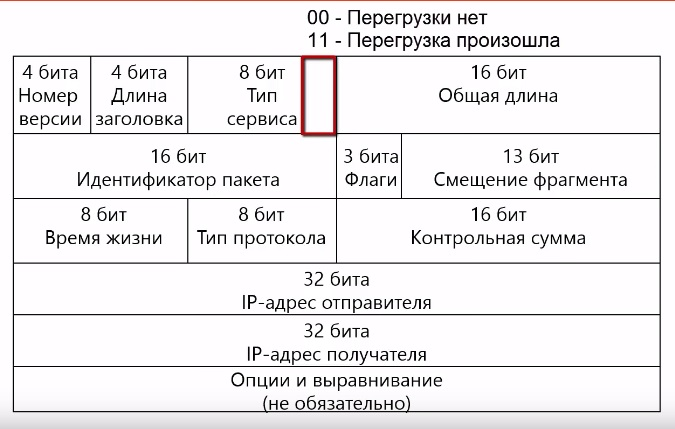 00 - Перегрузки нет
11 - Перегрузка произошла
4 бита
Номер
версии
4 бита
Длина
заголовка
8 бит
Тип
сервиса
16 бит
Общая длина
16 бит
Идентификатор пакета
3 бита
Флаги
13 бит
Смещение фрагмента
8 бит
Время жизни
8 бит
Тип протокола
16 бит
Контрольная сумма
32 бита
IP-адрес отправителя
32 бита
IP-адрес получателя
Опции и выравнивание
(не обязательно)